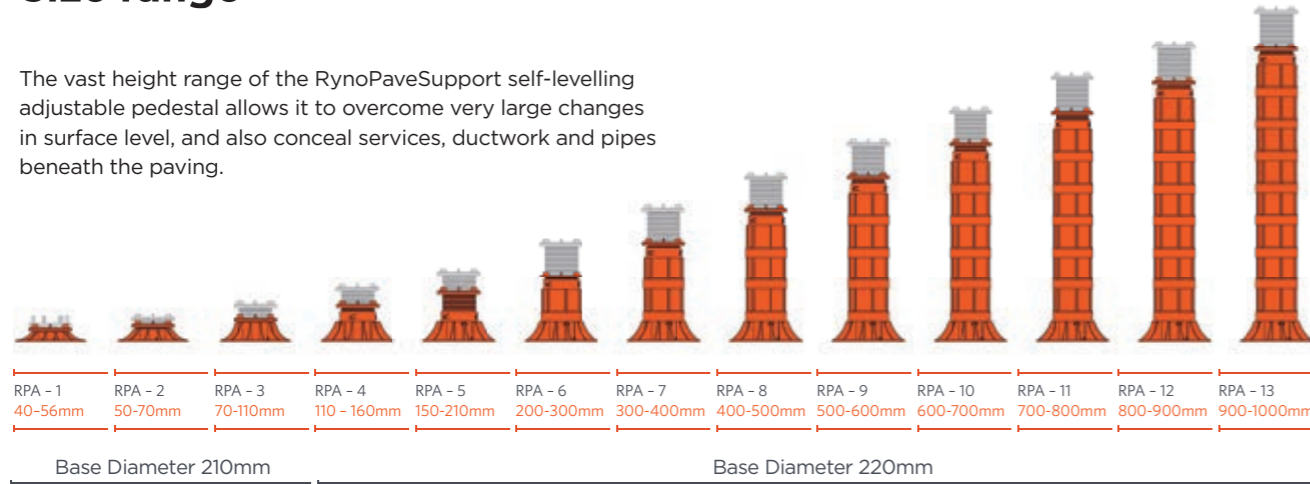 Size range
The vast height range of the RynoPaveSupport self-levelling
adjustable pedestal allows it to overcome very large changes
in surface level, and also conceal services, ductwork and pipes
beneath the paving.
RPA - 1 RPA - 2 RPA - 3 RPA - 4 RPA - 5 RPA - 6 RPA - 7 RPA - 8 RPA - 9 RPA - 10 RPA - 11 RPA - 12 RPA - 13
40-56mm 50-70mm 70-110mm 110 - 160mm 150-210mm 200-300mm 300-400mm 400-500mm 500-600mm 600-700mm 700-800mm 800-900mm 900-1000mm
Base Diameter 210mm Base Diameter 220mm